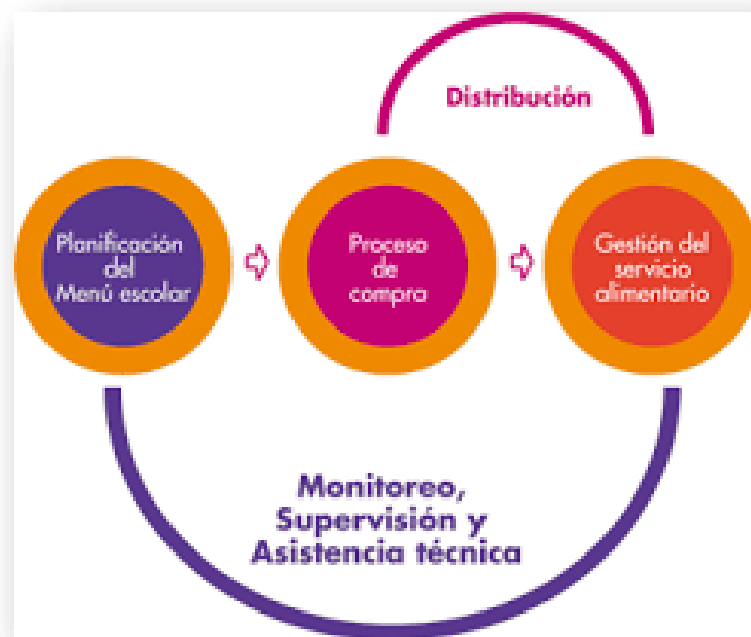 Distribución
Planificación
del
Menú escolar
Proceso
de
compra
Gestión del
servicio
alimentario
Monitoreo,
Supervisión y
Asistencia técnica